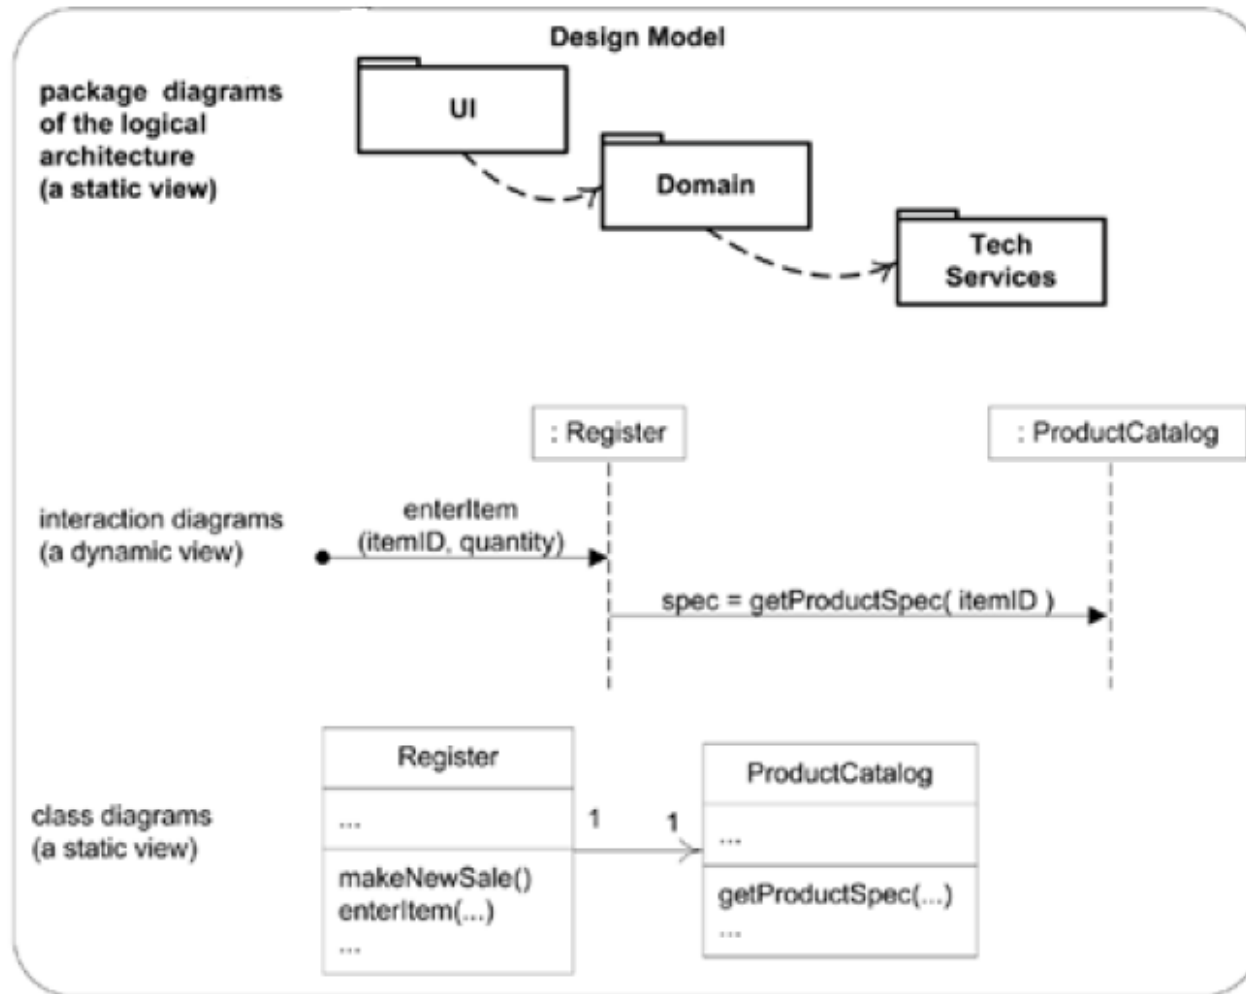 Design Model
package diagrams
of the logical
architecture
(a static view)
UI
Domain
Tech
Services
: Register
: ProductCatalog
interaction diagrams
(a dynamic view)
enterItem
(itemID, quantity)
spec = getProductSpec( itemID )
class diagrams
(a static view)
Register
...
makeNewSale()
enterItem(...)
...
1
1
ProductCatalog
...
getProductSpec(...)
...